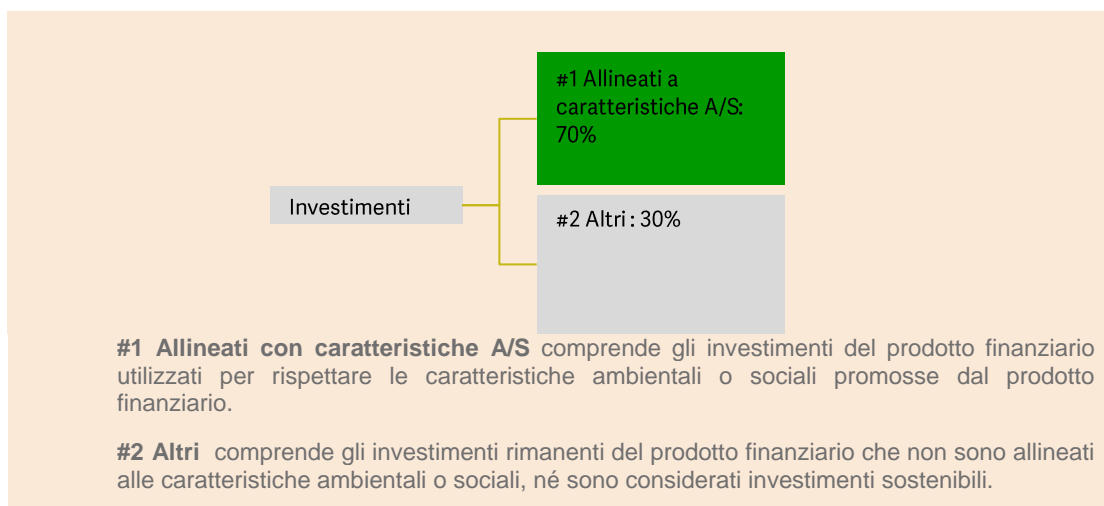 #1 Allineati a
caratteristiche A/S:
70%
Investimenti
#2 Altri : 30%
#1 Allineati con caratteristiche A/S comprende gli investimenti del prodotto finanziario
utilizzati per rispettare le caratteristiche ambientali o sociali promosse dal prodotto
finanziario.
#2 Altri comprende gli investimenti rimanenti del prodotto finanziario che non sono allineati
alle caratteristiche ambientali o sociali, né sono considerati investimenti sostenibili.